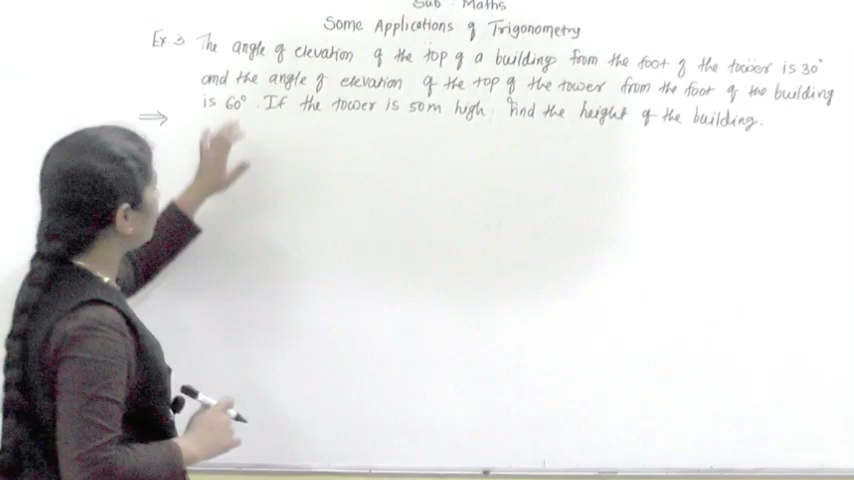 Sub : Maths
Some Applications of Trigonometry
Ex. 3 The angle of elevation of the top of a building from the foot of the tower is 30°
and the angle of elevation of the top of the tower from the foot of the building
is 60°. If the tower is 50m high. find the height of the building.
⇒